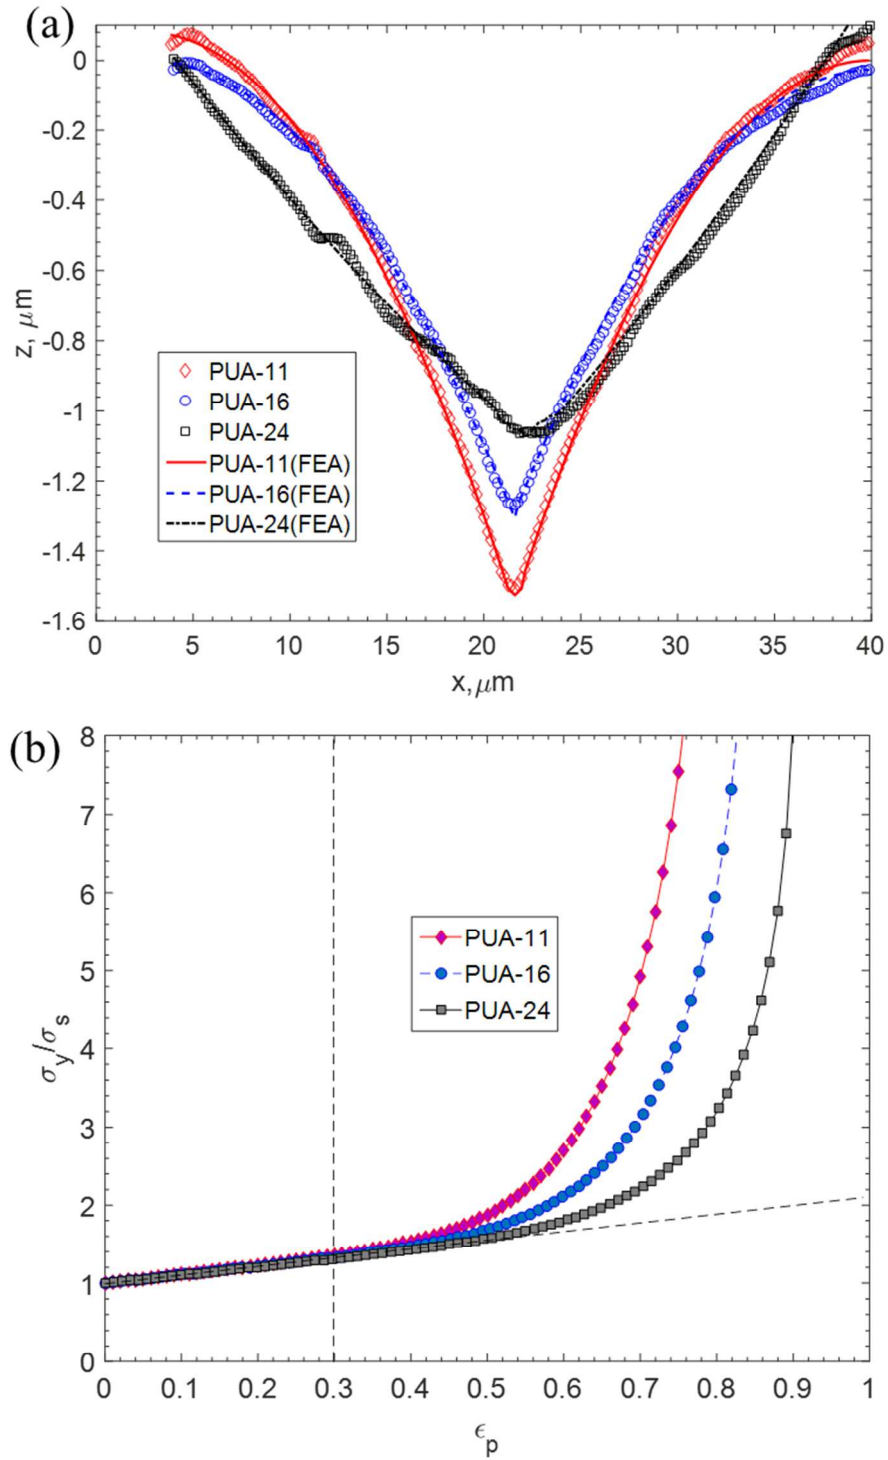 (a)
0
-0.2
-0.4
-0.6
-0.8
-1
-1.2
-1.4
-1.6
z, μm
PUA-11
PUA-16
PUA-24
PUA-11(FEA)
PUA-16(FEA)
PUA-24(FEA)
0 5 10 15 20 25 30 35 40
x, μm
(b)
8
7
6
5
4
3
2
1
0
σy/σs
PUA-11
PUA-16
PUA-24
0 0.1 0.2 0.3 0.4 0.5 0.6 0.7 0.8 0.9 1
ϵp